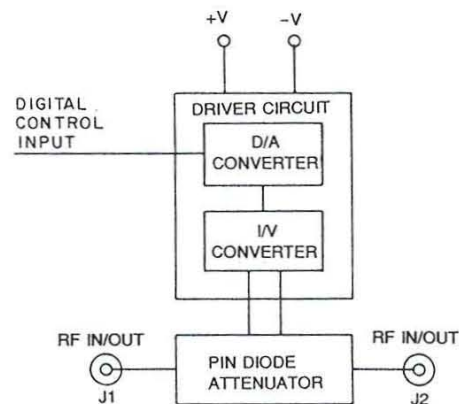 +V
−V
DRIVER CIRCUIT
DIGITAL
CONTROL
INPUT
D/A
CONVERTER
I/V
CONVERTER
RF IN/OUT
J1
PIN DIODE
ATTENUATOR
RF IN/OUT
J2